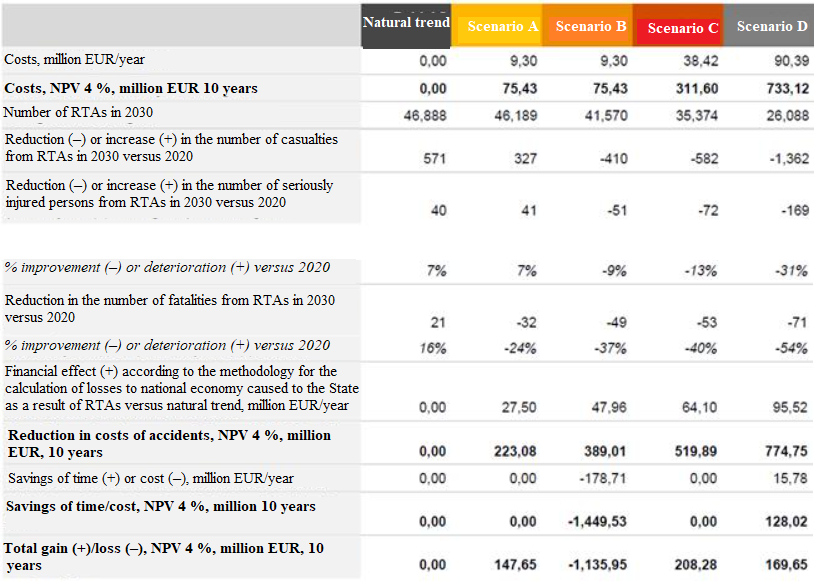 Natural trend Scenario A Scenario B Scenario C Scenario D
Costs, million EUR/year 0,00 9,30 9,30 38,42 90,39
Costs, NPV 4 %, million EUR 10 years 0,00 75,43 75,43 311,60 733,12
Number of RTAs in 2030 46,888 46,189 41,570 35,374 26,088
Reduction (–) or increase (+) in the number of casualties
from RTAs in 2030 versus 2020 571 327 -410 -582 -1,362
Reduction (–) or increase (+) in the number of seriously
injured persons from RTAs in 2030 versus 2020
40 41 -51 -72 -169
% improvement (–) or deterioration (+) versus 2020 7% 7% -9% -13% -31%
Reduction in the number of fatalities from RTAs in 2030
versus 2020 21 -32 -49 -53 -71
% improvement (–) or deterioration (+) versus 2020 16% -24% -37% -40% -54%
Financial effect (+) according to the methodology for the
calculation of losses to national economy caused to the State
as a result of RTAs versus natural trend, million EUR/year 0,00 27,50 47,96 64,10 95,52
Reduction in costs of accidents, NPV 4 %, million
EUR, 10 years 0,00 223,08 389,01 519,89 774,75
Savings of time (+) or cost (–), million EUR/year 0,00 0,00 -178,71 0,00 15,78
Savings of time/cost, NPV 4 %, million 10 years
0,00 0,00 -1,449,53 0,00 128,02
Total gain (+)/loss (–), NPV 4 %, million EUR, 10
years 0,00 147,65 -1,135,95 208,28 169,65